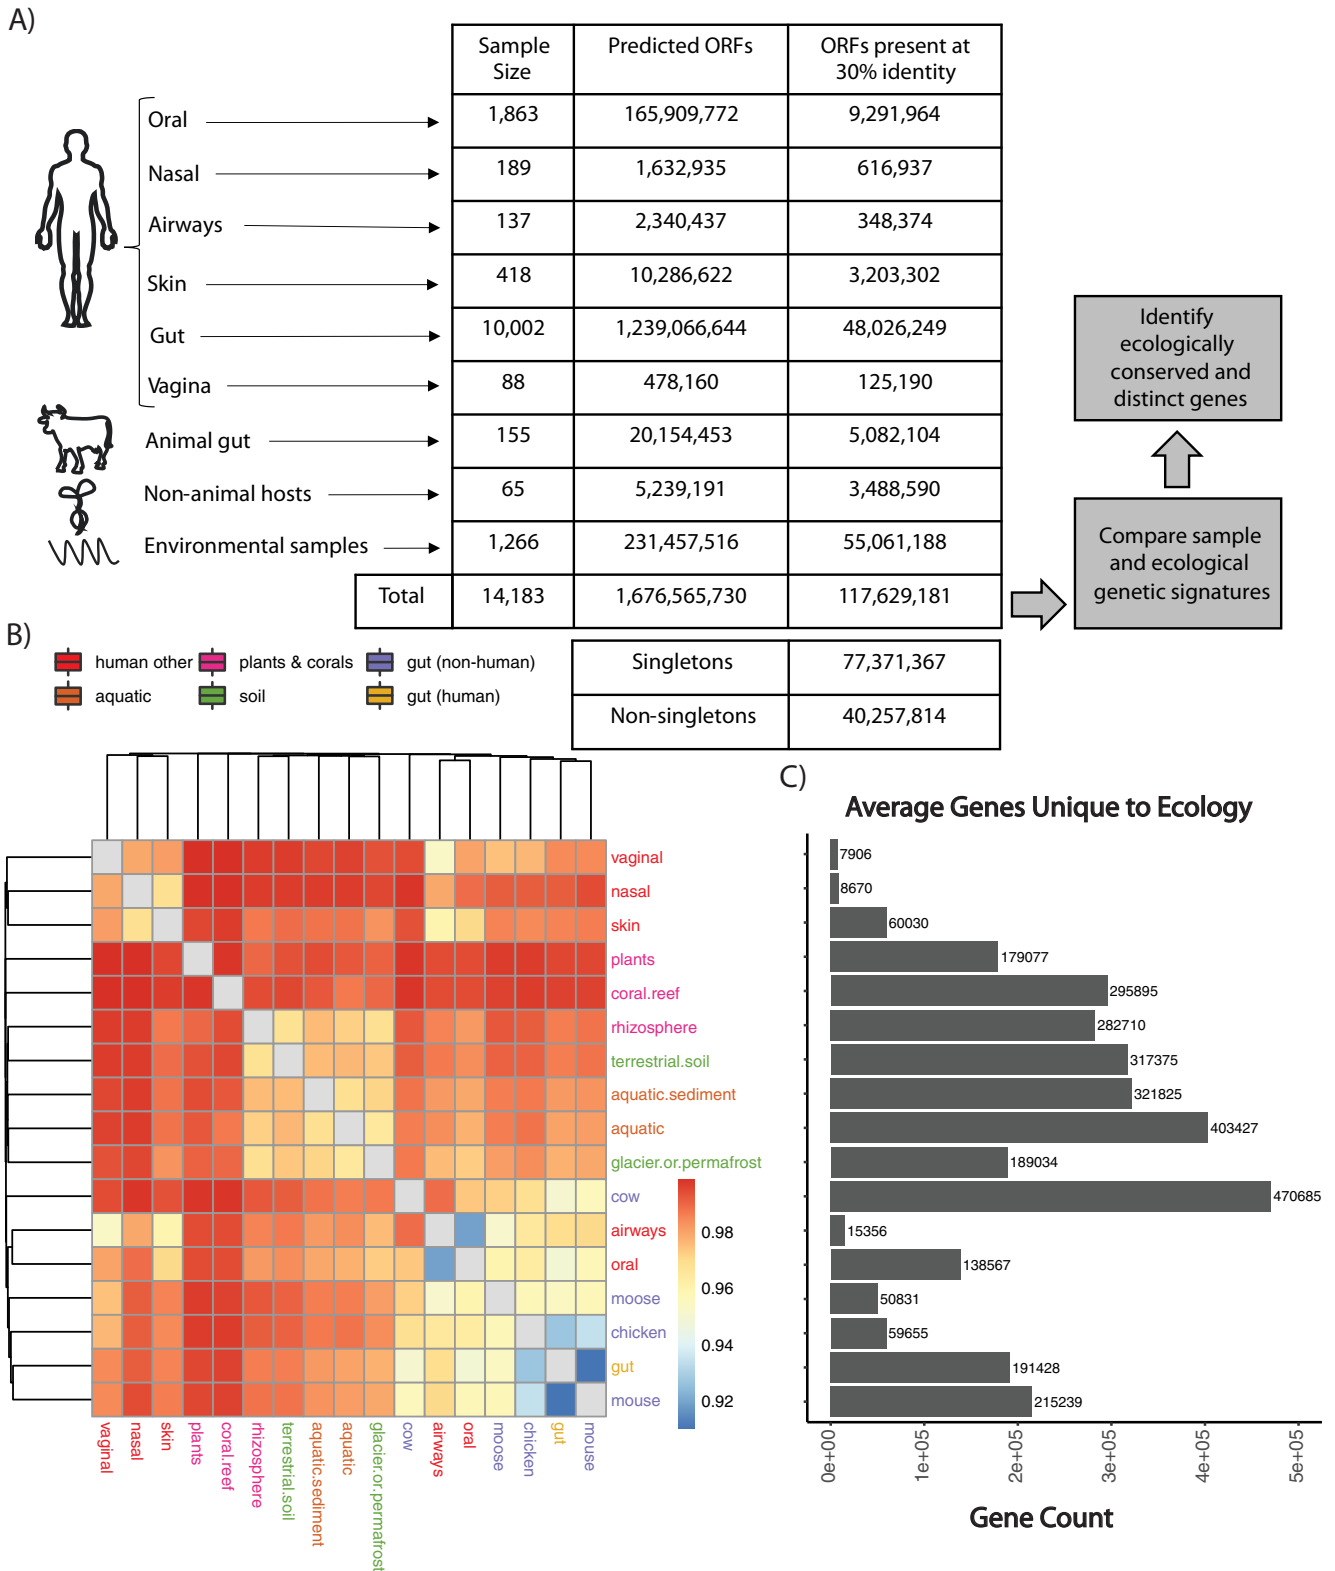 A)
Sample
Size
Predicted ORFs
ORFs present at
30% identity
Oral
1,863
165,909,772
9,291,964
Nasal
189
1,632,935
616,937
Airways
137
2,340,437
348,374
Skin
418
10,286,622
3,203,302
Gut
10,002
1,239,066,644
48,026,249
Vagina
88
478,160
125,190
Animal gut
155
20,154,453
5,082,104
Non-animal hosts
65
5,239,191
3,488,590
Environmental samples
1,266
231,457,516
55,061,188
Total
14,183
1,676,565,730
117,629,181
Singletons
77,371,367
Non-singletons
40,257,814
Identify
ecologically
conserved and
distinct genes
Compare sample
and ecological
genetic signatures
B)
human other
plants & corals
gut (non-human)
aquatic
soil
gut (human)
vaginal
nasal
skin
plants
coral.reef
rhizosphere
terrestrial.soil
aquatic.sediment
aquatic
glacier.or.permafrost
cow
airways
oral
moose
chicken
gut
mouse
0.98
0.96
0.94
0.92
vaginal
nasal
skin
plants
coral.reef
rhizosphere
terrestrial.soil
aquatic.sediment
aquatic
glacier.or.permafrost
cow
airways
oral
moose
chicken
gut
mouse
C)
Average Genes Unique to Ecology
7906
8670
60030
179077
295895
282710
317375
321825
403427
189034
470685
15356
138567
50831
59655
191428
215239
0e+00
1e+05
2e+05
3e+05
4e+05
5e+05
Gene Count